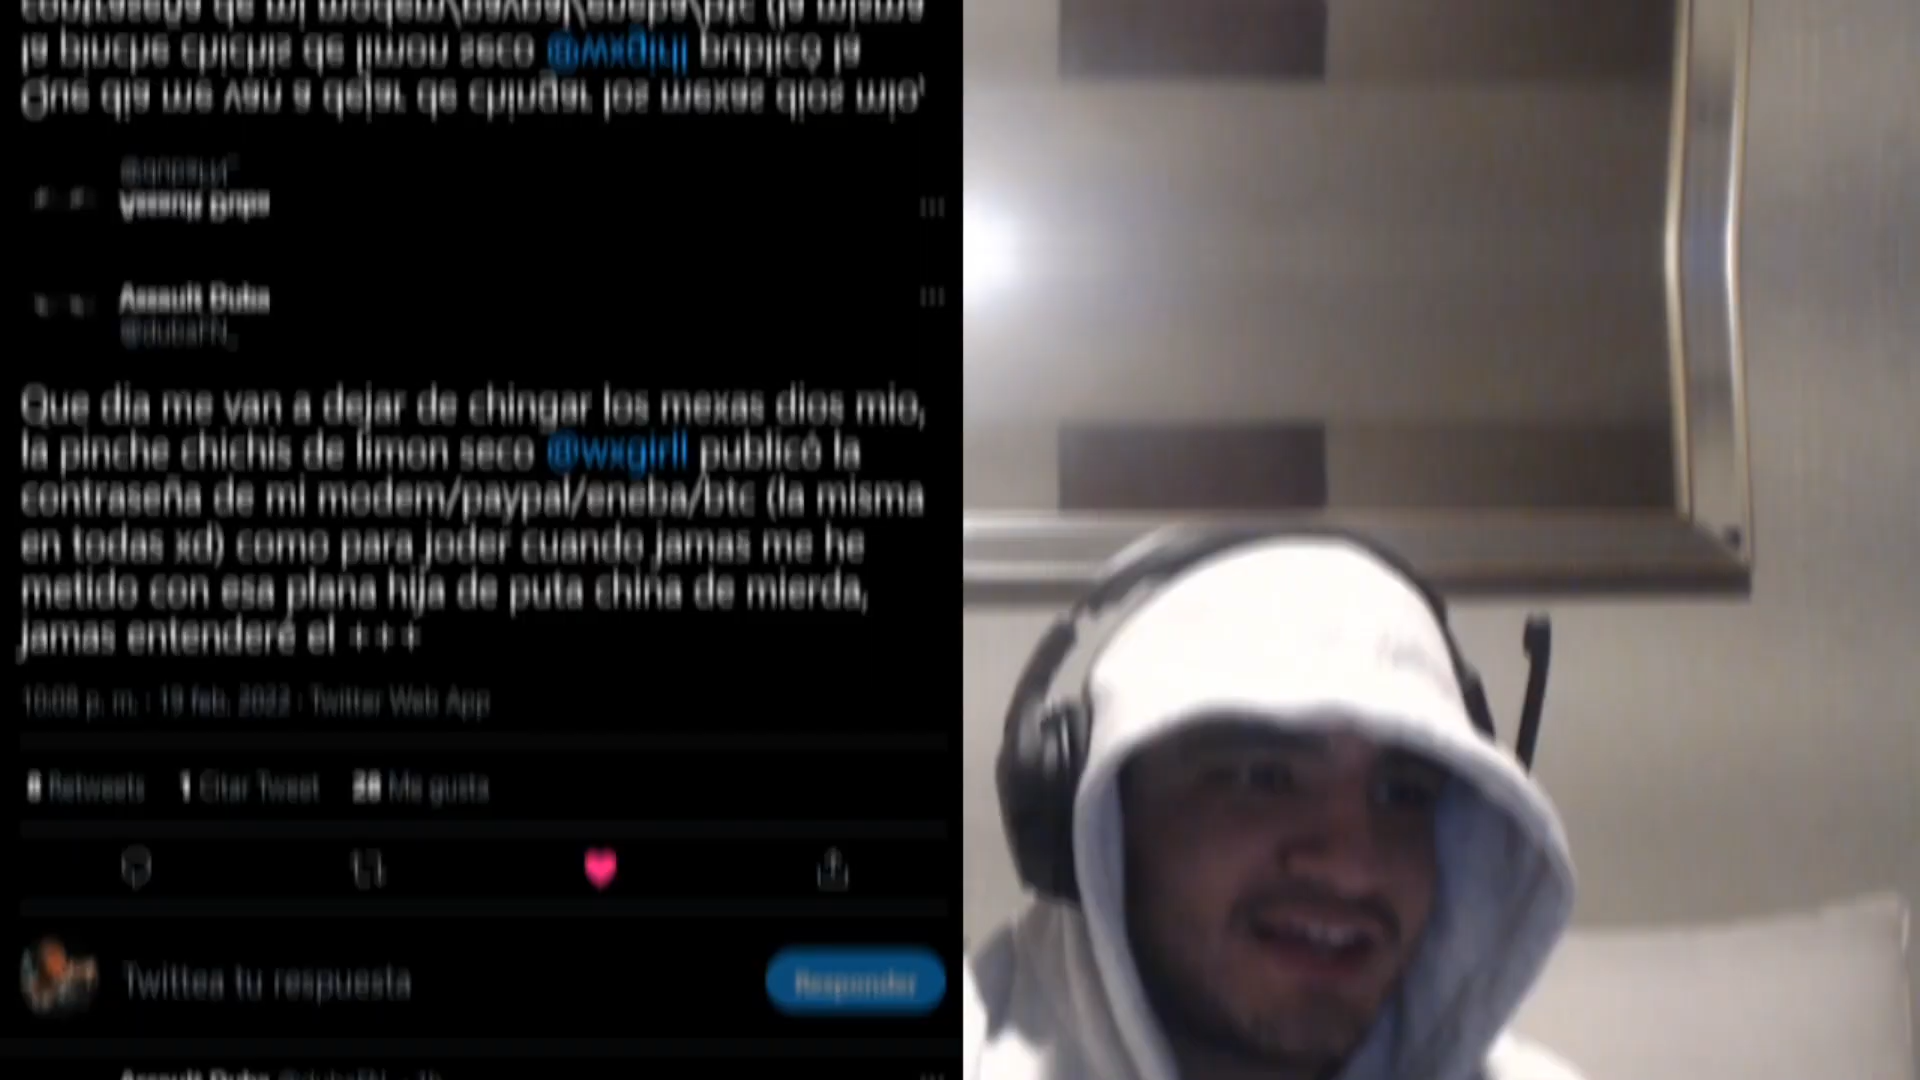 Assault Duba
Que dia me van a dejar de chingar los mexas dios mio,
la pinche chichis de limon seco @wxgirll publicó la
contraseña de mi modem/paypal/eneba/btc (la misma
en todas xd) como para joder cuando jamas me he
metido con esa plana hija de puta china de mierda,
jamas entenderé el +++
10:08 p. m. · 19 feb. 2022 · Twitter Web App
8 Retweets 1 Citar Tweet 28 Me gusta
Twittea tu respuesta
Responder